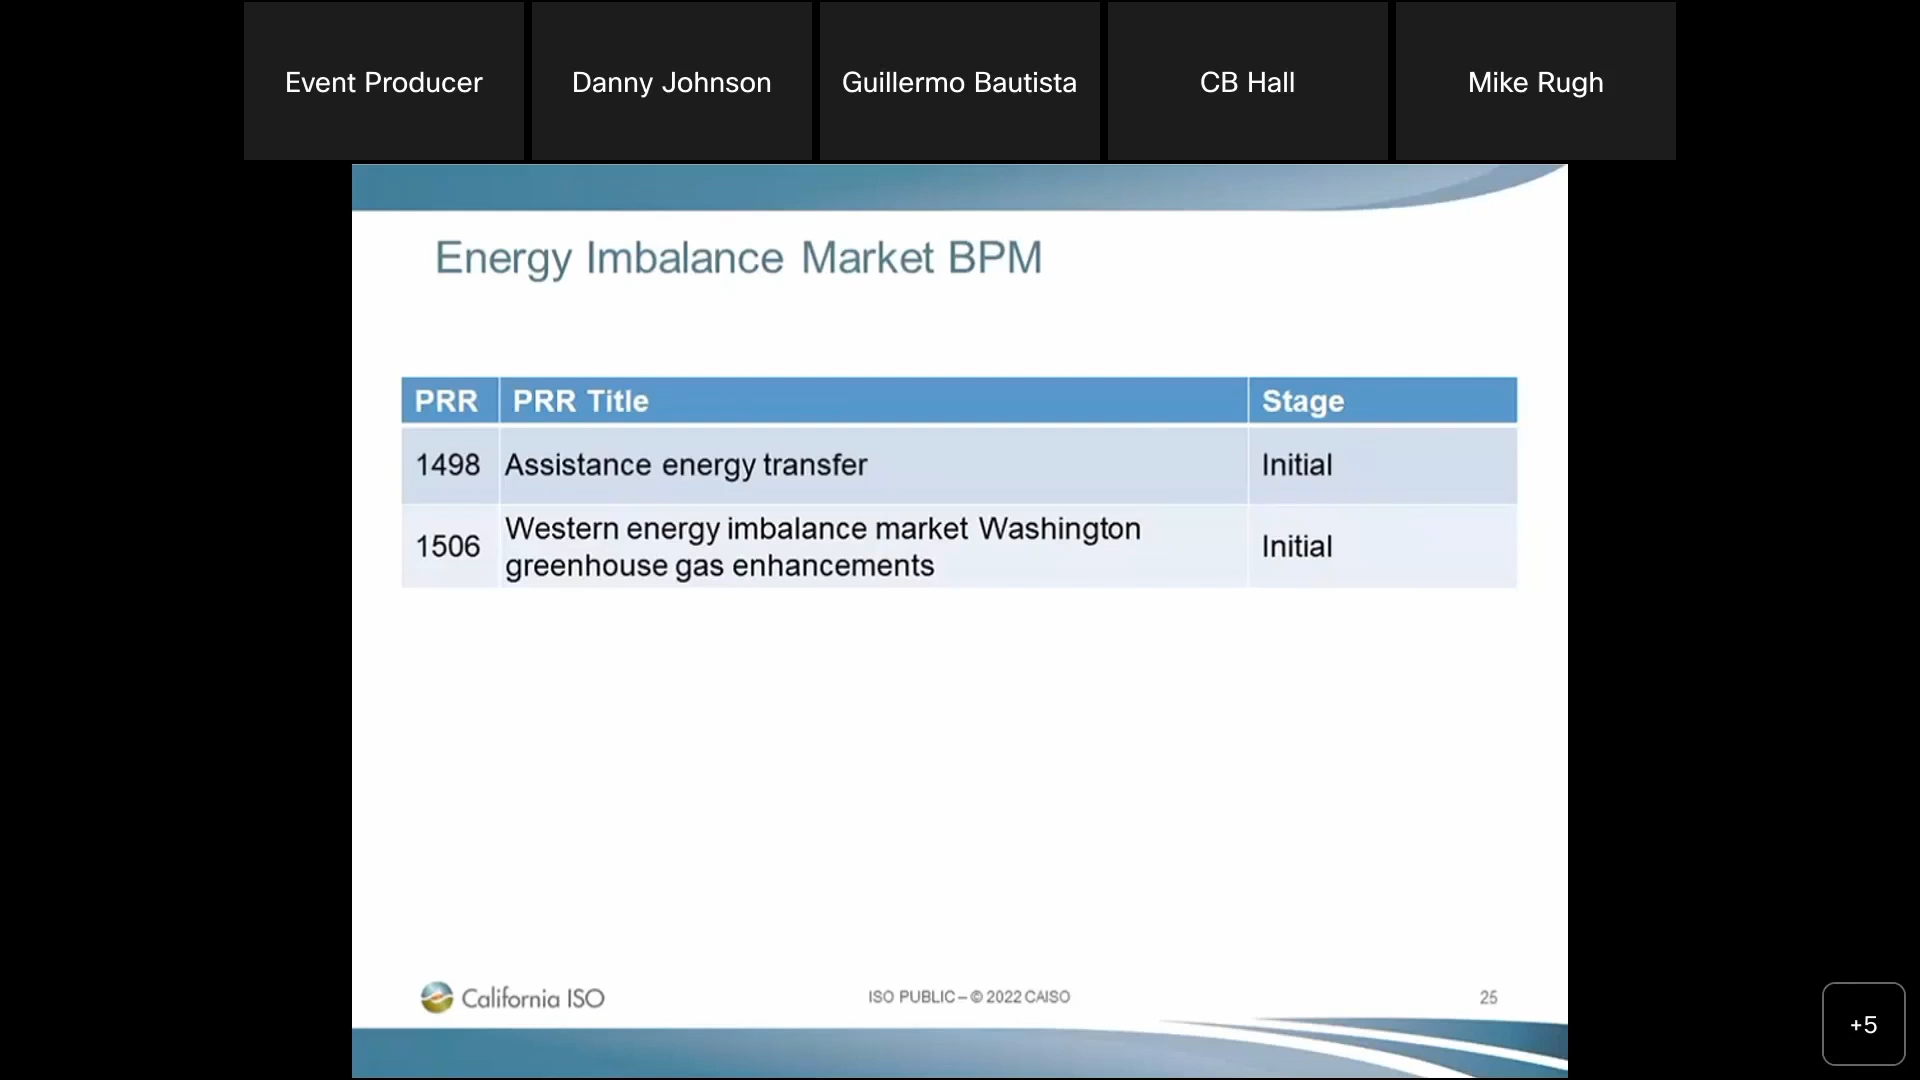 Event Producer
Danny Johnson
Guillermo Bautista
CB Hall
Mike Rugh
Energy Imbalance Market BPM
PRR PRR Title Stage
1498 Assistance energy transfer Initial
1506 Western energy imbalance market Washington greenhouse gas enhancements Initial
California ISO
ISO PUBLIC – © 2022 CAISO
25
+5